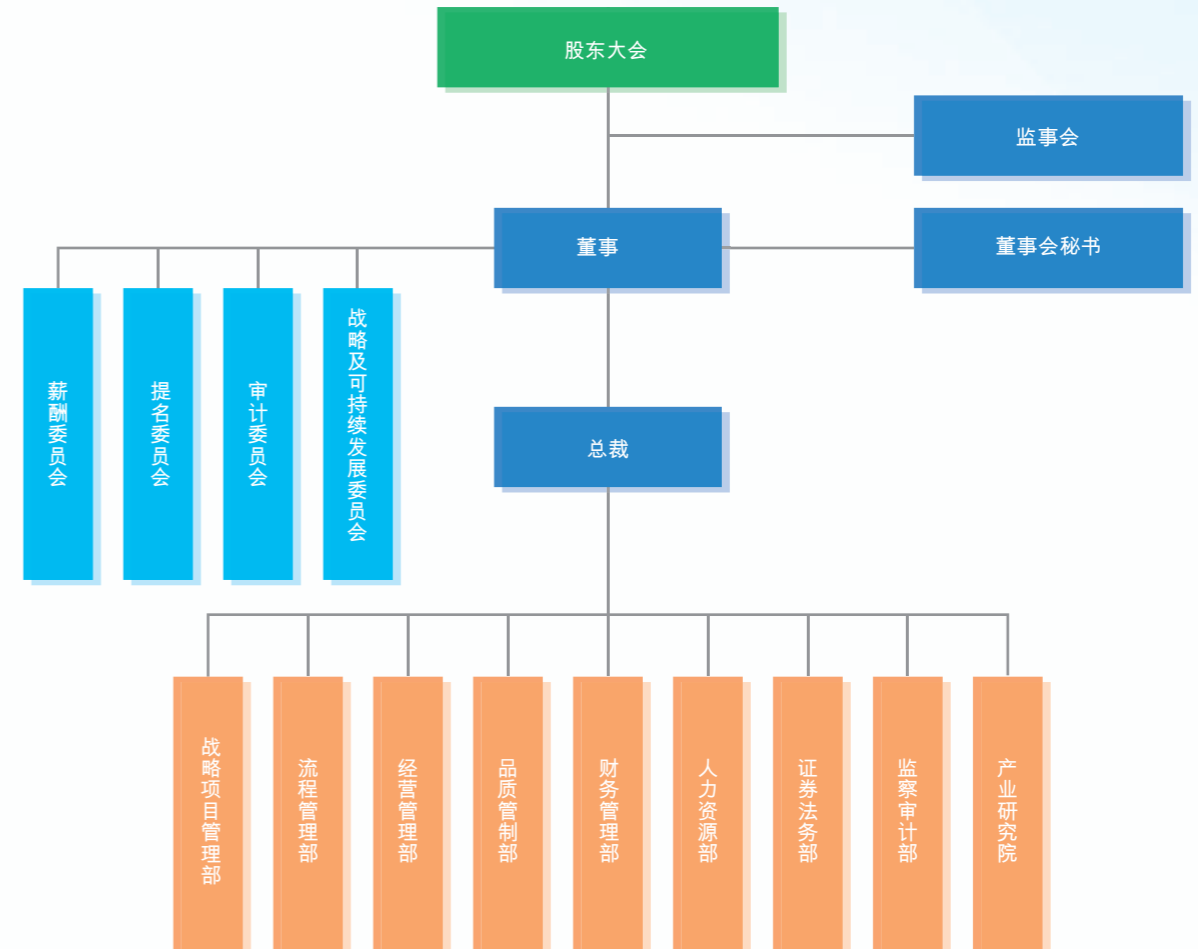 股东大会
监事会
董事
董事会秘书
薪酬委员会
提名委员会
审计委员会
战略及可持续发展委员会
总裁
战略项目管理部
流程管理部
经营管理部
品质管制部
财务管理部
人力资源部
证券法务部
监察审计部
产业研究院